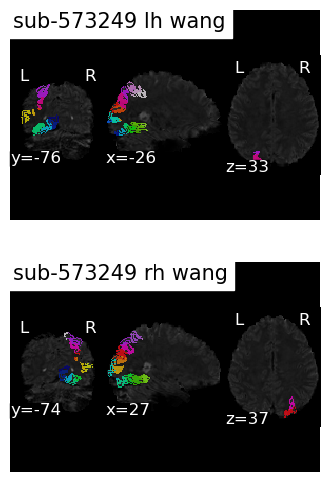 sub-573249 lh wang
L R L R
y=-76 x=-26 z=33
sub-573249 rh wang
L R L R
y=-74 x=27 z=37